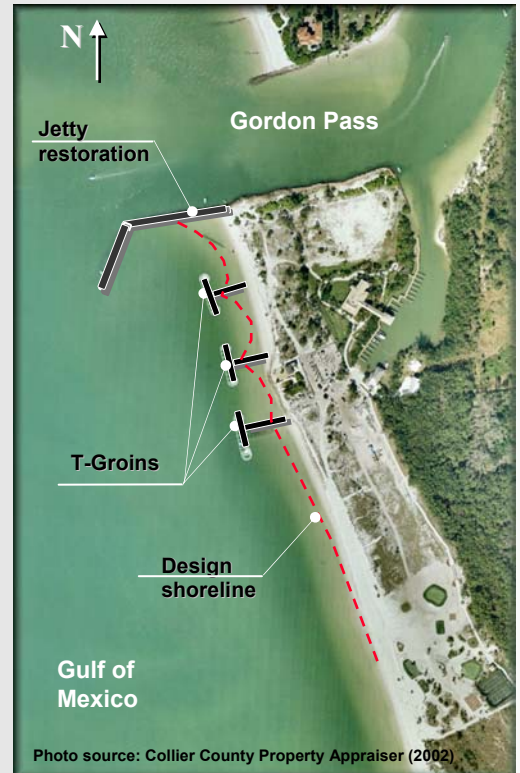 N
Gordon Pass
Jetty
restoration
T-Groins
Design
shoreline
Gulf of
Mexico
Photo source: Collier County Property Appraiser (2002)